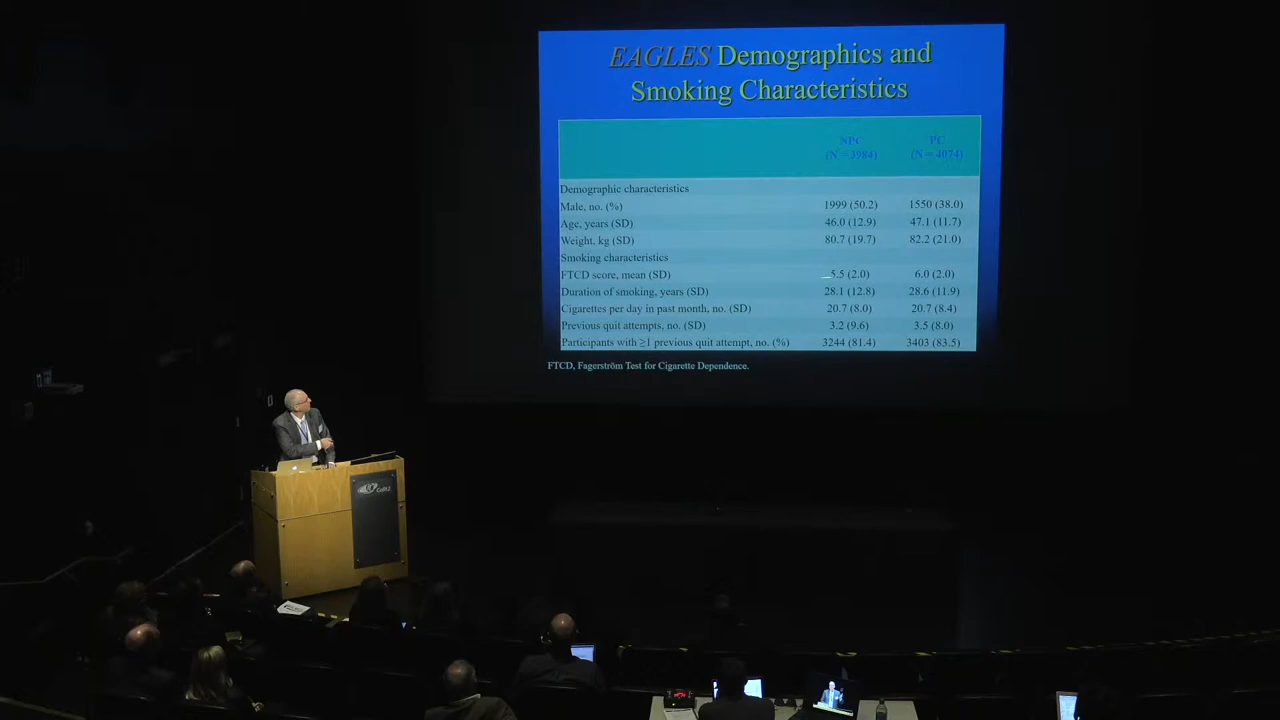 EAGLES Demographics and
Smoking Characteristics
NPC PC
(N = 3984) (N = 4074)
Demographic characteristics
Male, no. (%) 1999 (50.2) 1550 (38.0)
Age, years (SD) 46.0 (12.9) 47.1 (11.7)
Weight, kg (SD) 80.7 (19.7) 82.2 (21.0)
Smoking characteristics
FTCD score, mean (SD) 5.5 (2.0) 6.0 (2.0)
Duration of smoking, years (SD) 28.1 (12.8) 28.6 (11.9)
Cigarettes per day in past month, no. (SD) 20.7 (8.0) 20.7 (8.4)
Previous quit attempts, no. (SD) 3.2 (9.6) 3.5 (8.0)
Participants with ≥1 previous quit attempt, no. (%) 3244 (81.4) 3403 (83.5)
FTCD, Fagerström Test for Cigarette Dependence.
Calit2